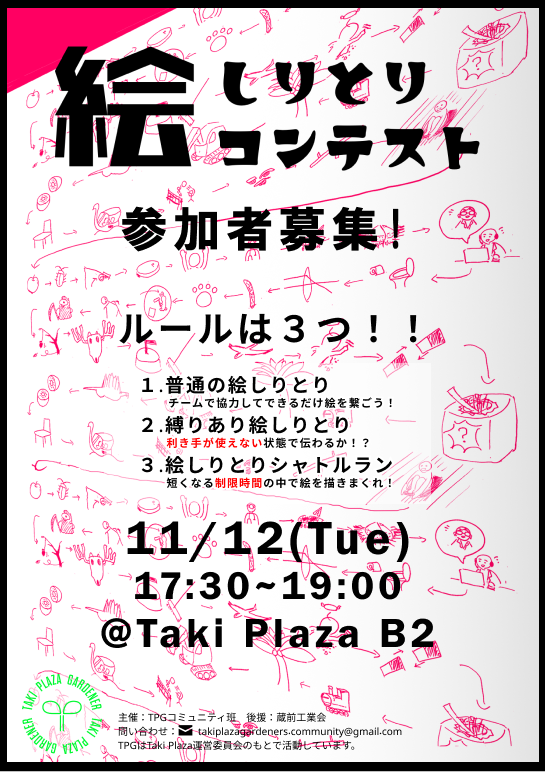 絵しりとり
コンテスト
参加者募集!
ルールは３つ！！
１.普通の絵しりとり
チームで協力してできるだけ絵を繋ごう！
２.縛りあり絵しりとり
利き手が使えない状態で伝わるか！？
３.絵しりとりシャトルラン
短くなる制限時間の中で絵を描きまくれ！
11/12(Tue)
17:30~19:00
@Taki Plaza B2
TAKI PLAZA GARDENER TAKI PLAZA GARDENER
主催：TPGコミュニティ班　後援：蔵前工業会
問い合わせ： takiplazagardeners.community@gmail.com
TPGはTaki Plaza運営委員会のもとで活動しています。